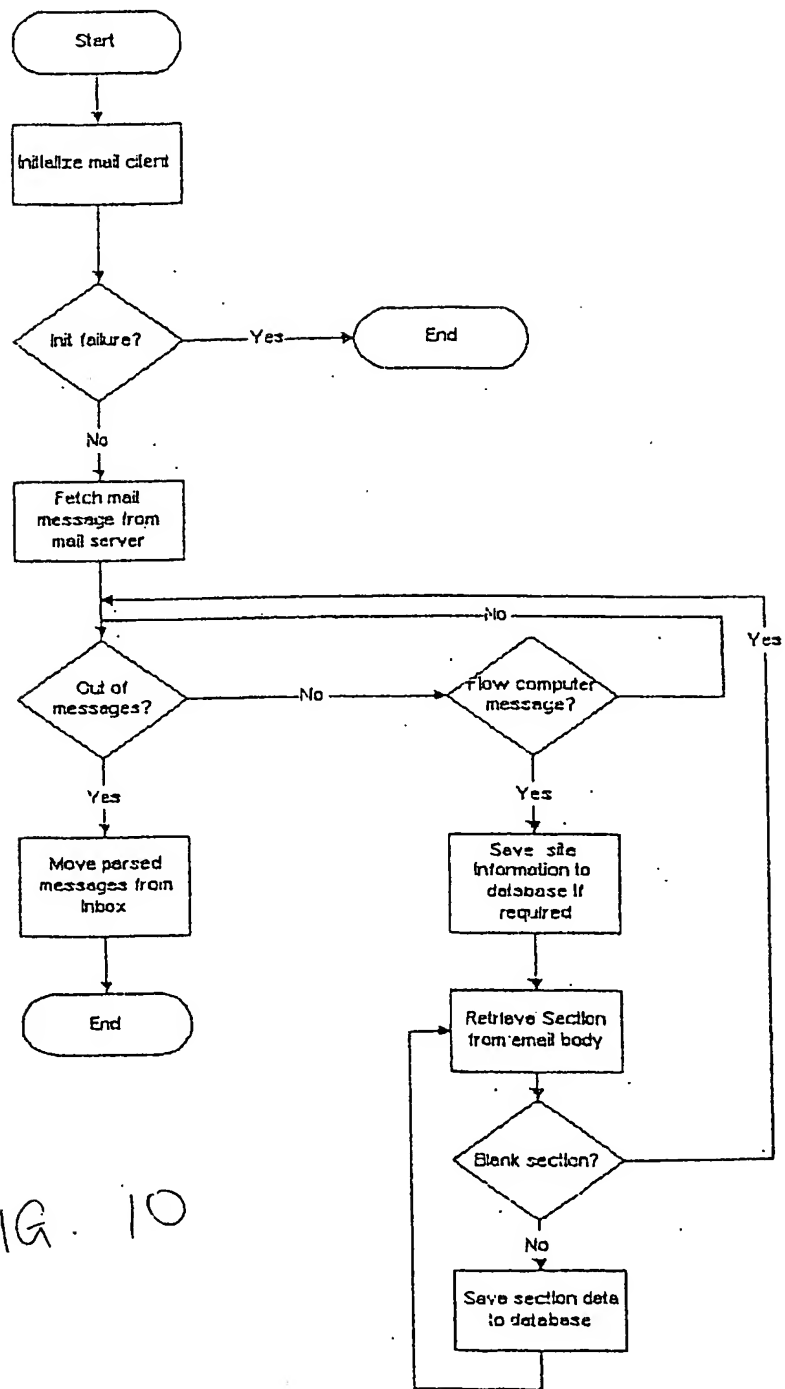 Start
Initialize mail client
Init failure?
Yes
End
No
Fetch mail
message from
mail server
No
Yes
Out of
messages?
No
Flow computer
message?
Yes
Yes
Move parsed
messages from
Inbox
Save site
Information to
database if
required
End
Retrieve Section
from email body
Blank section?
No
Save section data
to database
IG. 10